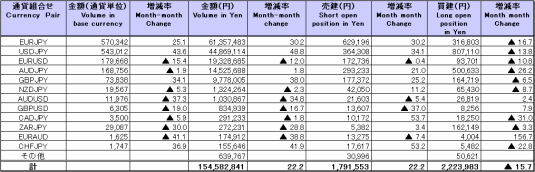 通貨組合せ 金額(通貨単位) 増減率 金額(円) 増減率 売建(円) 増減率 買建(円) 増減率
Currency Pair Volume in base currency Month-month Change Volume in Yen Month-month Change Short open position in Yen Month month Change Long open position in Yen Month-month Change
EURJPY 570,342 25.1 61,357,483 30.2 629,196 30.2 316,803 ▲ 16.7
USDJPY 543,012 43.6 44,869,114 48.8 364,308 34.1 807,110 ▲ 13.8
EURUSD 179,668 ▲ 15.4 19,328,685 ▲ 12.0 172,736 ▲ 0.4 93,701 ▲ 10.8
AUDJPY 168,756 ▲ 1.9 14,525,688 1.8 293,233 21.0 500,633 ▲ 26.2
GBPJPY 73,838 34.1 9,778,005 38.0 177,372 25.2 164,719 ▲ 6.5
NZDJPY 19,567 ▲ 5.3 1,324,264 ▲ 2.3 42,050 11.2 65,430 ▲ 8.7
AUDUSD 11,976 ▲ 37.3 1,030,867 ▲ 34.8 21,603 ▲ 5.4 26,819 2.4
GBPUSD 6,305 ▲ 19.0 834,939 ▲ 16.7 13,607 ▲ 37.0 8,256 7.9
CADJPY 3,500 ▲ 5.9 291,233 ▲ 1.8 10,172 53.7 18,250 ▲ 31.0
ZARJPY 29,087 ▲ 30.0 272,231 ▲ 28.8 5,382 3.4 162,149 ▲ 3.3
EURAUD 1,625 ▲ 41.1 174,912 ▲ 38.8 13,275 ▲ 7.4 4,004 156.7
CHFJPY 1,747 36.9 155,646 41.9 17,663 53.2 5,482 ▲ 22.8
その他 639,767 30,996 50,621
計 154,582,841 22.2 1,791,553 22.2 2,223,983 ▲ 15.7